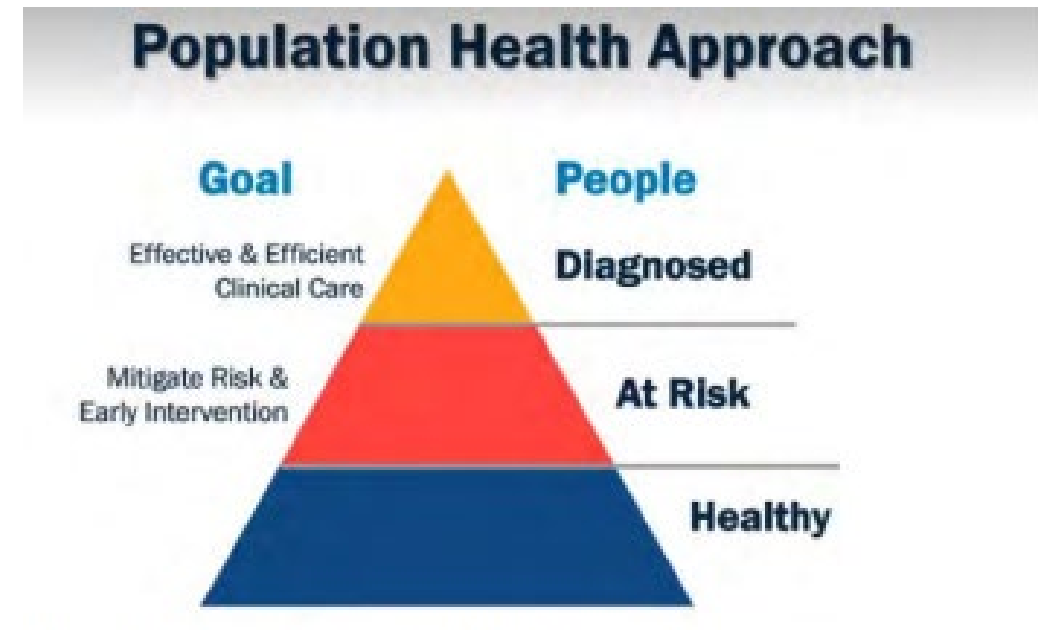 Population Health Approach
Goal
People
Effective & Efficient
Clinical Care
Diagnosed
Mitigate Risk &
Early Intervention
At Risk
Healthy